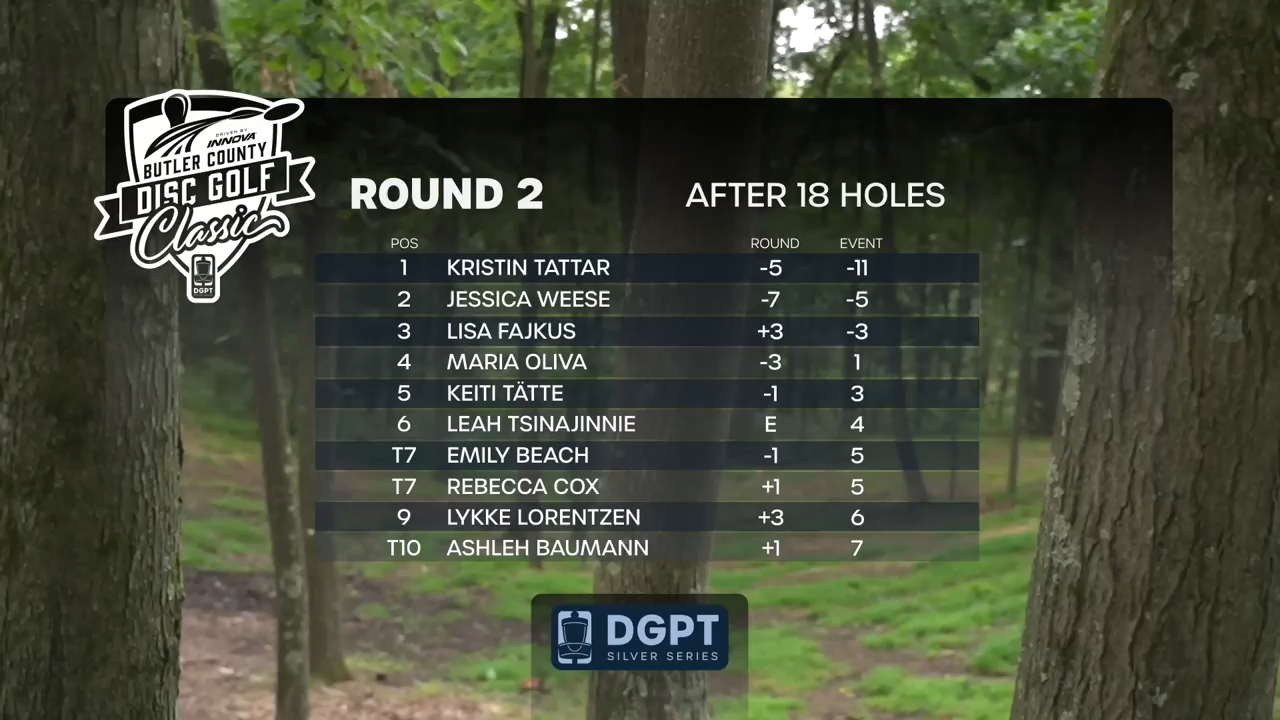 DRIVEN BY
INNOVA
BUTLER COUNTY
DISC GOLF
Classic
DGPT
ROUND 2 AFTER 18 HOLES
POS ROUND EVENT
1 KRISTIN TATTAR -5 -11
2 JESSICA WEESE -7 -5
3 LISA FAJKUS +3 -3
4 MARIA OLIVA -3 1
5 KEITI TÄTTE -1 3
6 LEAH TSINAJINNIE E 4
T7 EMILY BEACH -1 5
T7 REBECCA COX +1 5
9 LYKKE LORENTZEN +3 6
T10 ASHLEH BAUMANN +1 7
DGPT
SILVER SERIES